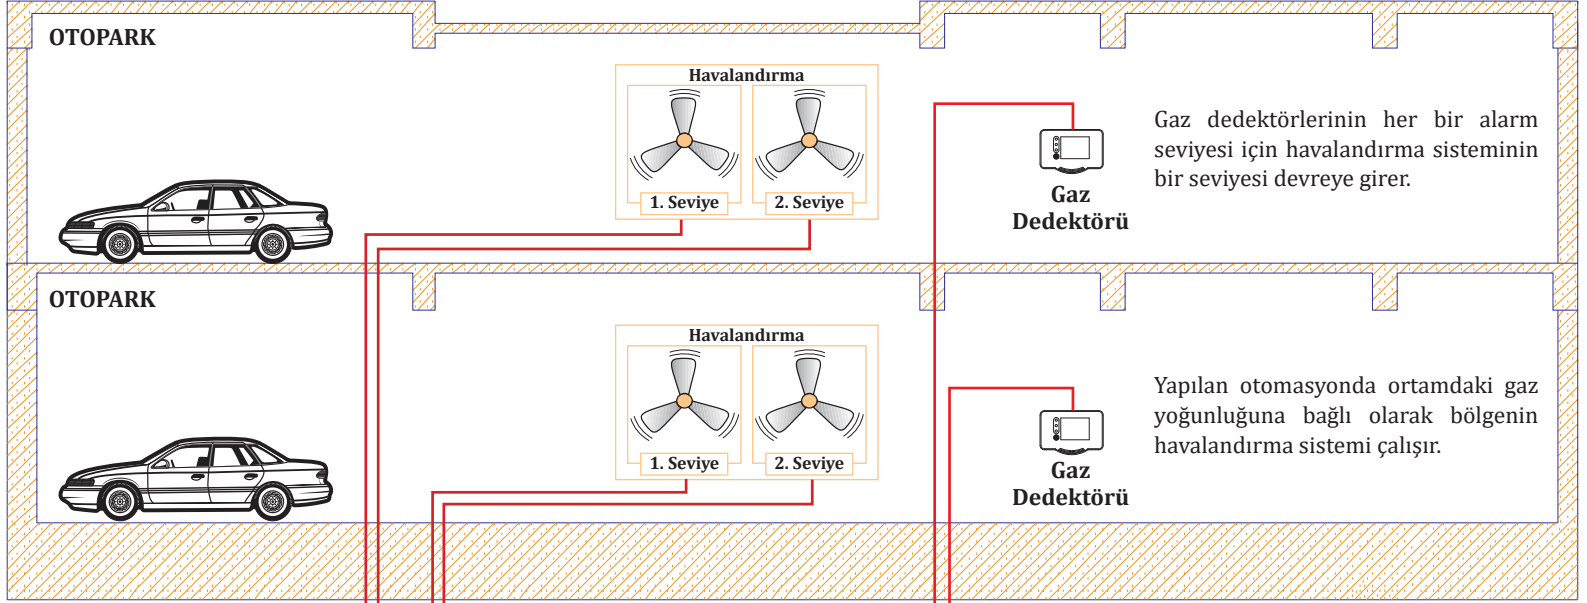 OTOPARK
Havalandırma
1. Seviye
2. Seviye
Gaz
Dedektörü
Gaz dedektörlerinin her bir alarm
seviyesi için havalandırma sisteminin
bir seviyesi devreye girer.
OTOPARK
Havalandırma
1. Seviye
2. Seviye
Gaz
Dedektörü
Yapılan otomasyonda ortamdaki gaz
yoğunluğuna bağlı olarak bölgenin
havalandırma sistemi çalışır.